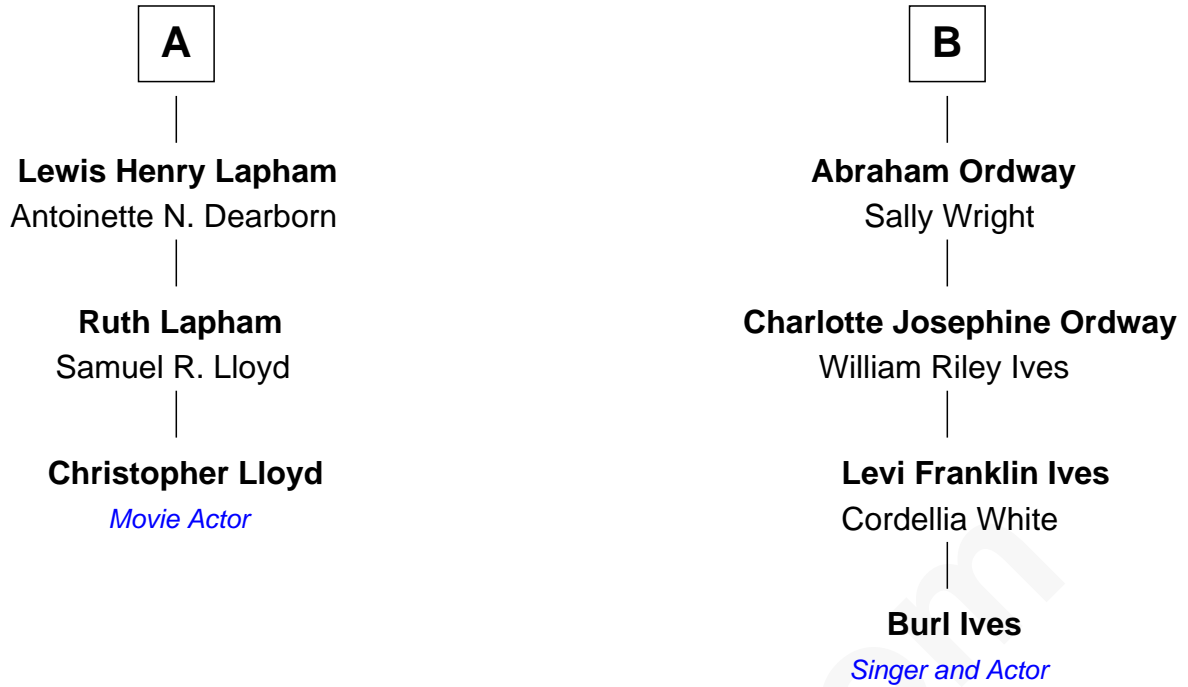 A
Lewis Henry Lapham
Antoinette N. Dearborn
Ruth Lapham
Samuel R. Lloyd
Christopher Lloyd
Movie Actor
B
Abraham Ordway
Sally Wright
Charlotte Josephine Ordway
William Riley Ives
Levi Franklin Ives
Cordellia White
Burl Ives
Singer and Actor